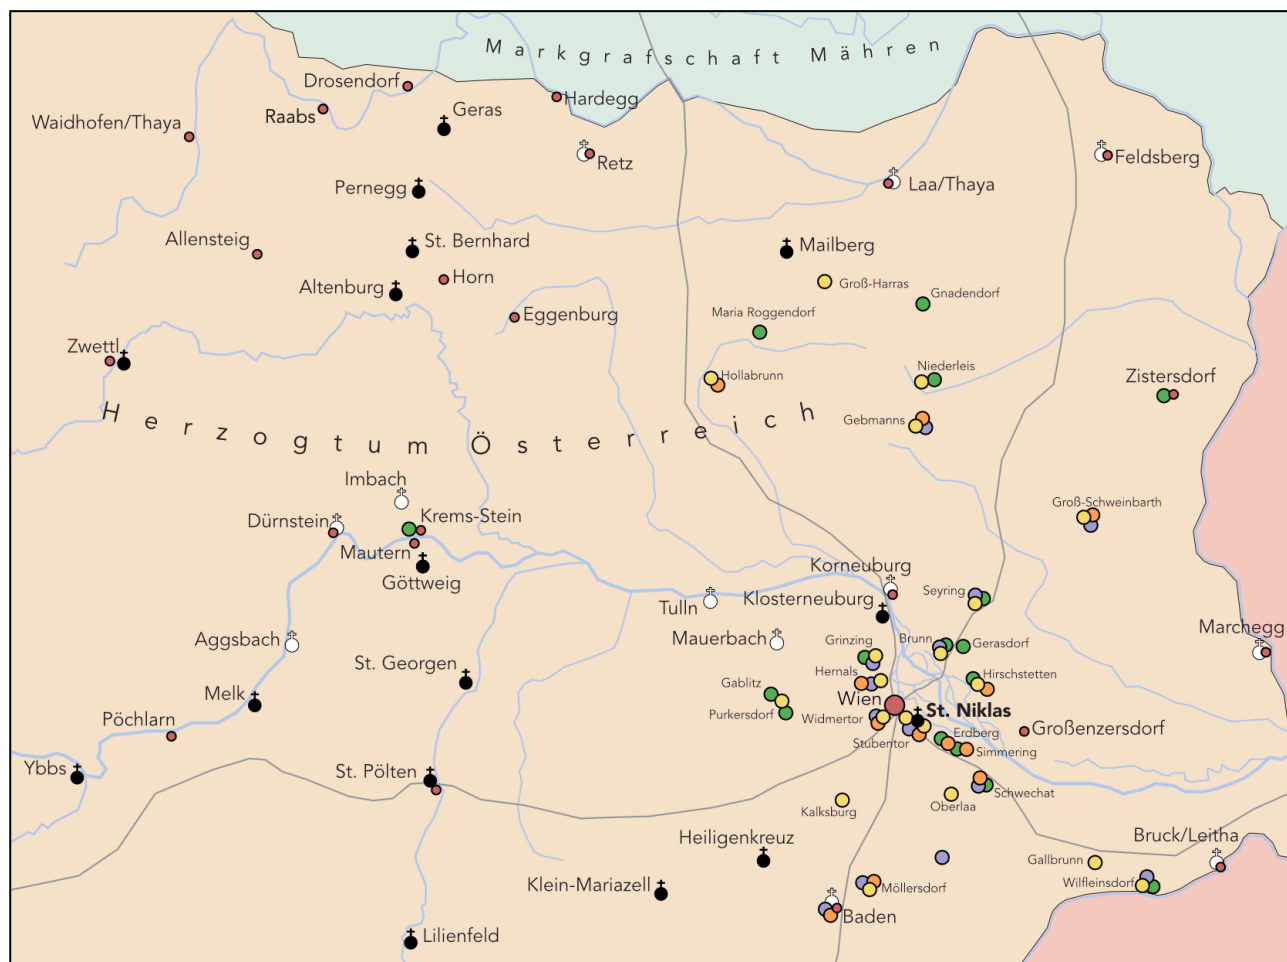 Markgrafschaft Mähren
Drosendorf
Hardegg
Raabs
Geras
Waidhofen/Thaya
Retz
Feldsberg
Laa/Thaya
Pernegg
Allensteig
St. Bernhard
Mailberg
Horn
Groß-Harras
Altenburg
Gnadendorf
Eggenburg
Maria Roggendorf
Zwettl
Niederleis
Hollabrunn
Zistersdorf
Herzogtum Österreich
Gebmanns
Imbach
Groß-Schweinbarth
Krems-Stein
Dürnstein
Mautern
Göttweig
Korneuburg
Seyring
Klosterneuburg
Tulln
Marchegg
Aggsbach
Mauerbach
Grinzing
Brunn
Gerasdorf
St. Georgen
Hernals
Hirschstetten
Gablitz
Melk
Wien
St. Niklas
Purkersdorf
Widmertor
Pöchlarn
Großenzersdorf
Erdberg
Stubentor
Simmering
Ybbs
St. Pölten
Schwechat
Oberlaa
Kalksburg
Heiligenkreuz
Bruck/Leitha
Gallbrunn
Klein-Mariazell
Möllersdorf
Wilfleinsdorf
Baden
Lilienfeld